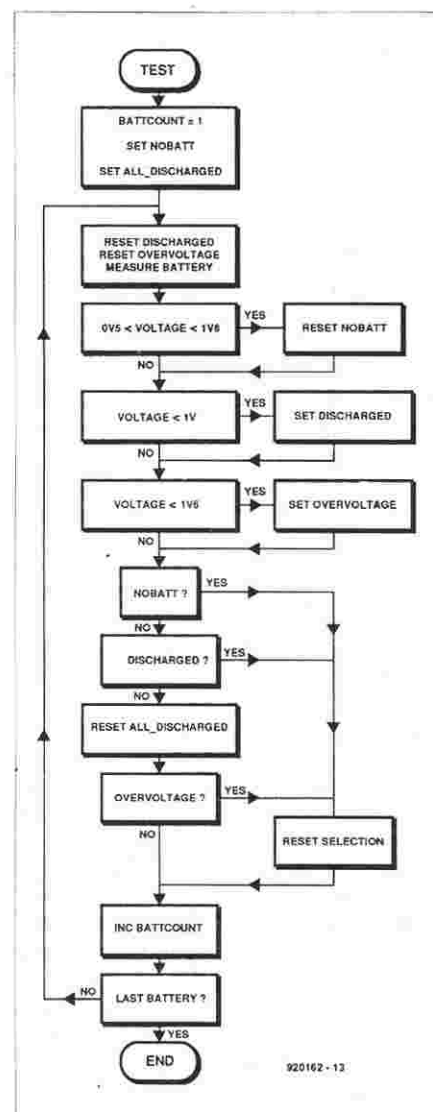 TEST
BATTCOUNT = 1
SET NOBATT
SET ALL_DISCHARGED
RESET DISCHARGED
RESET OVERVOLTAGE
MEASURE BATTERY
0V5 < VOLTAGE < 1V6
YES
RESET NOBATT
NO
VOLTAGE < 1V
YES
SET DISCHARGED
NO
VOLTAGE < 1V6
YES
SET OVERVOLTAGE
NO
NOBATT ?
YES
NO
DISCHARGED ?
YES
NO
RESET ALL_DISCHARGED
OVERVOLTAGE ?
YES
NO
RESET SELECTION
INC BATTCOUNT
NO
LAST BATTERY ?
YES
END
920162 - 13